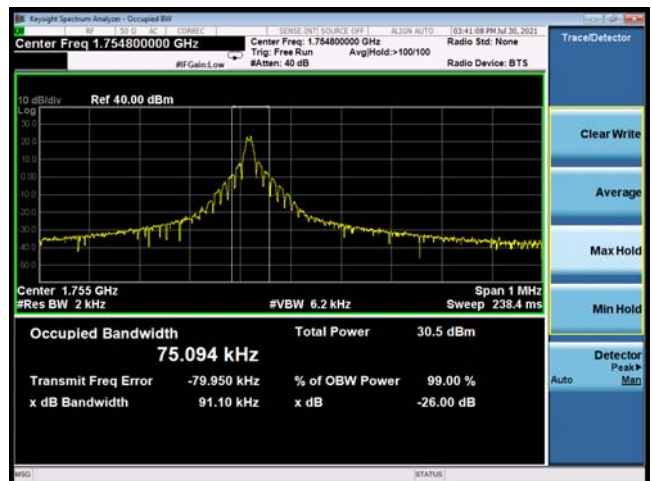 Keysight Spectrum Analyzer - Occupied BW
RF 50 Ω AC CORREC SENSE:INT SOURCE OFF ALIGN AUTO 03:41:08 PM Jul 30, 2021
Center Freq 1.754800000 GHz Center Freq: 1.754800000 GHz Radio Std: None Trace/Detector
Trig: Free Run Avg|Hold:>100/100
#IFGain:Low #Atten: 40 dB Radio Device: BTS
10 dB/div Ref 40.00 dBm
Log
30.0
20.0
10.0
0.00
-10.0
-20.0
-30.0
-40.0
-50.0
Center 1.755 GHz Span 1 MHz
#Res BW 2 kHz #VBW 6.2 kHz Sweep 238.4 ms
Occupied Bandwidth Total Power 30.5 dBm
75.094 kHz
Transmit Freq Error -79.950 kHz % of OBW Power 99.00 %
x dB Bandwidth 91.10 kHz x dB -26.00 dB
Clear Write
Average
Max Hold
Min Hold
Detector
Peak▶
Auto Man
MSG STATUS